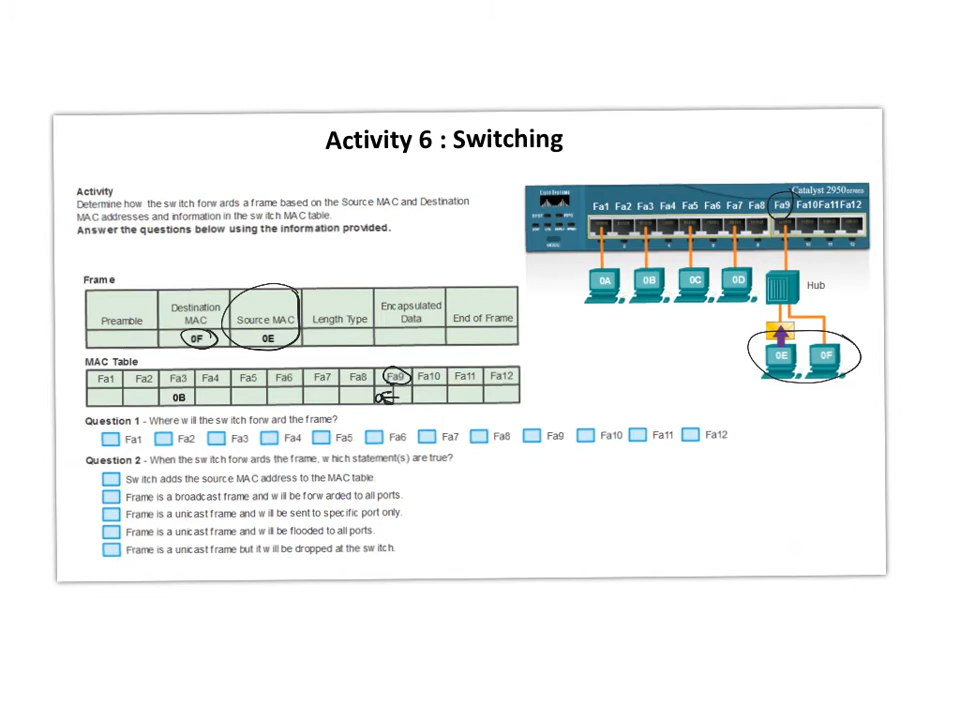 Activity 6 : Switching
Activity
Determine how the switch forwards a frame based on the Source MAC and Destination
MAC addresses and information in the switch MAC table.
Answer the questions below using the information provided.
Catalyst 2950 SERIES
Cisco Systems
Fa1 Fa2 Fa3 Fa4 Fa5 Fa6 Fa7 Fa8 Fa9 Fa10 Fa11 Fa12
MODE
0A 0B 0C 0D
Hub
0E 0F
Frame
Preamble
Destination
MAC
Source MAC
Length Type
Encapsulated
Data
End of Frame
0F 0E
MAC Table
Fa1 Fa2 Fa3 Fa4 Fa5 Fa6 Fa7 Fa8 Fa9 Fa10 Fa11 Fa12
0B 0E
Question 1 - Where will the switch forward the frame?
Fa1 Fa2 Fa3 Fa4 Fa5 Fa6 Fa7 Fa8 Fa9 Fa10 Fa11 Fa12
Question 2 - When the switch forwards the frame, which statement(s) are true?
Switch adds the source MAC address to the MAC table.
Frame is a broadcast frame and will be forwarded to all ports.
Frame is a unicast frame and will be sent to specific port only.
Frame is a unicast frame and will be flooded to all ports.
Frame is a unicast frame but it will be dropped at the switch.